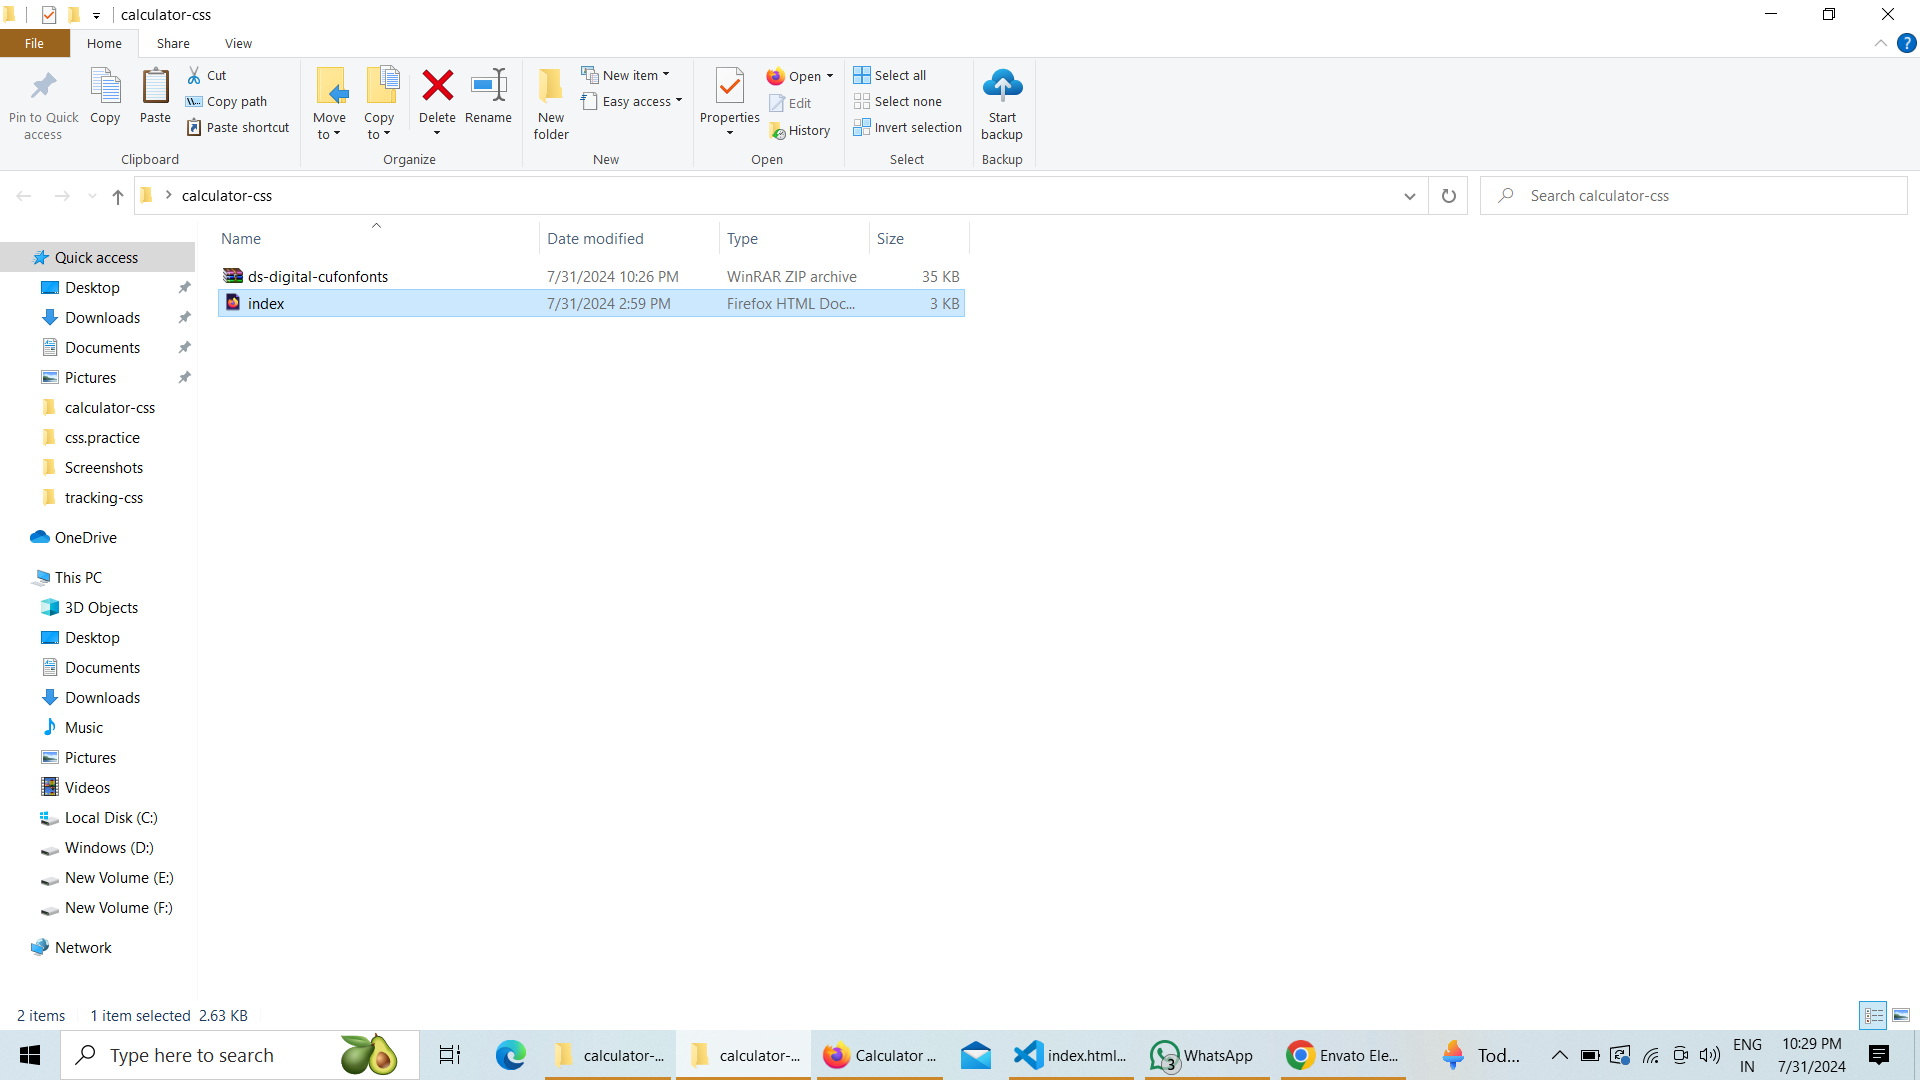 calculator-css
File Home Share View
Pin to Quick access
Copy
Paste
Cut
Copy path
Paste shortcut
Clipboard
Move to
Copy to
Delete
Rename
Organize
New folder
New item
Easy access
New
Properties
Open
Edit
History
Open
Select all
Select none
Invert selection
Select
Start backup
Backup
calculator-css
Search calculator-css
Name Date modified Type Size
ds-digital-cufonfonts 7/31/2024 10:26 PM WinRAR ZIP archive 35 KB
index 7/31/2024 2:59 PM Firefox HTML Doc... 3 KB
Quick access
Desktop
Downloads
Documents
Pictures
calculator-css
css.practice
Screenshots
tracking-css
OneDrive
This PC
3D Objects
Desktop
Documents
Downloads
Music
Pictures
Videos
Local Disk (C:)
Windows (D:)
New Volume (E:)
New Volume (F:)
Network
2 items 1 item selected 2.63 KB
Type here to search
calculator-...
calculator-...
Calculator ...
index.html...
3
WhatsApp
Envato Ele...
Tod...
ENG
IN
10:29 PM
7/31/2024